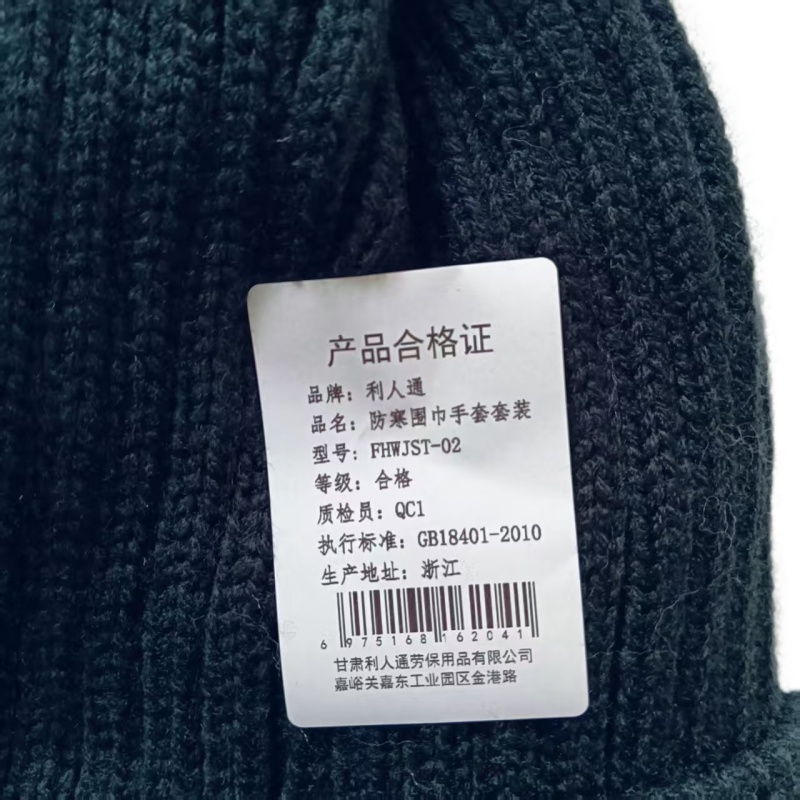 产品合格证
品牌：利人通
品名：防寒围巾手套套装
型号：FHWJST-02
等级：合格
质检员：QC1
执行标准：GB18401-2010
生产地址：浙江
6 975168 162041
甘肃利人通劳保用品有限公司
嘉峪关嘉东工业园区金港路